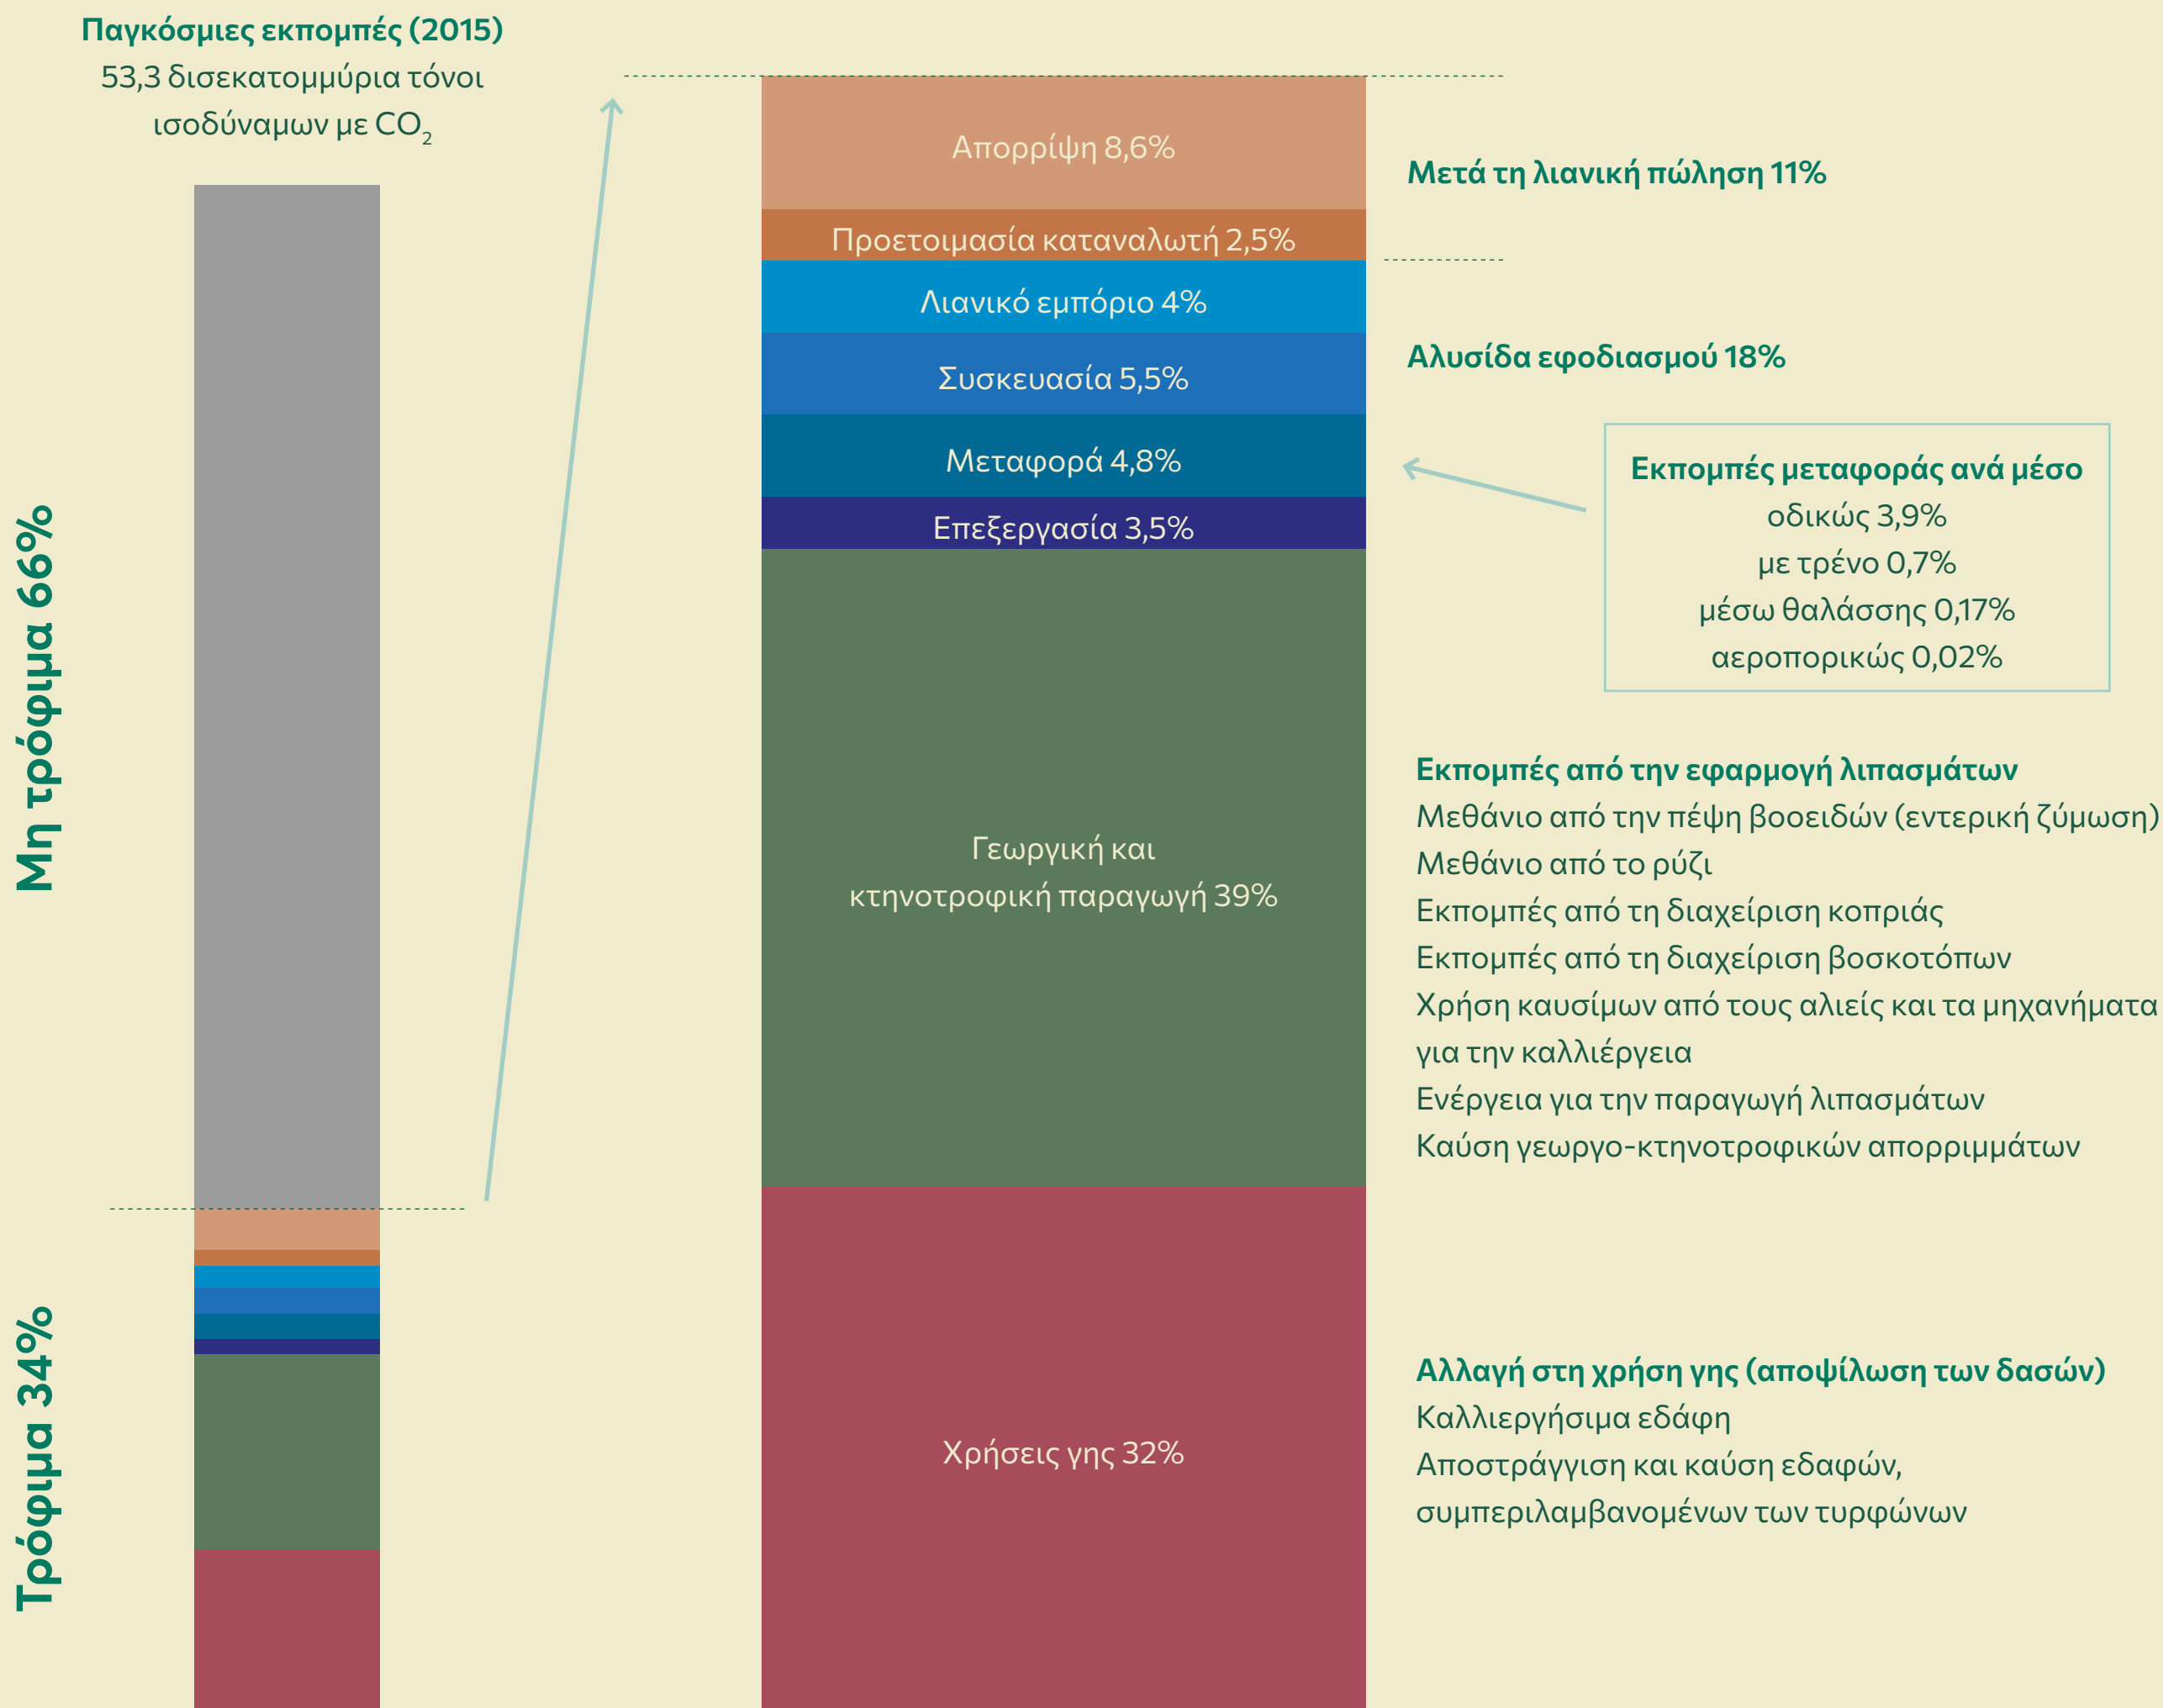 Παγκόσμιες εκπομπές (2015)
53,3 δισεκατομμύρια τόνοι
ισοδύναμων με CO₂
Μη τρόφιμα 66%
Τρόφιμα 34%
Απορρίψη 8,6%
Προετοιμασία καταναλωτή 2,5%
Λιανικό εμπόριο 4%
Συσκευασία 5,5%
Μεταφορά 4,8%
Επεξεργασία 3,5%
Γεωργική και
κτηνοτροφική παραγωγή 39%
Χρήσεις γης 32%
Μετά τη λιανική πώληση 11%
Αλυσίδα εφοδιασμού 18%
Εκπομπές μεταφοράς ανά μέσο
οδικώς 3,9%
με τρένο 0,7%
μέσω θαλάσσης 0,17%
αεροπορικώς 0,02%
Εκπομπές από την εφαρμογή λιπασμάτων
Μεθάνιο από την πέψη βοοειδών (εντερική ζύμωση)
Μεθάνιο από το ρύζι
Εκπομπές από τη διαχείριση κοπριάς
Εκπομπές από τη διαχείριση βοσκοτόπων
Χρήση καυσίμων από τους αλιείς και τα μηχανήματα
για την καλλιέργεια
Ενέργεια για την παραγωγή λιπασμάτων
Καύση γεωργο-κτηνοτροφικών απορριμμάτων
Αλλαγή στη χρήση γης (αποψίλωση των δασών)
Καλλιεργήσιμα εδάφη
Αποστράγγιση και καύση εδαφών,
συμπεριλαμβανομένων των τυρφώνων